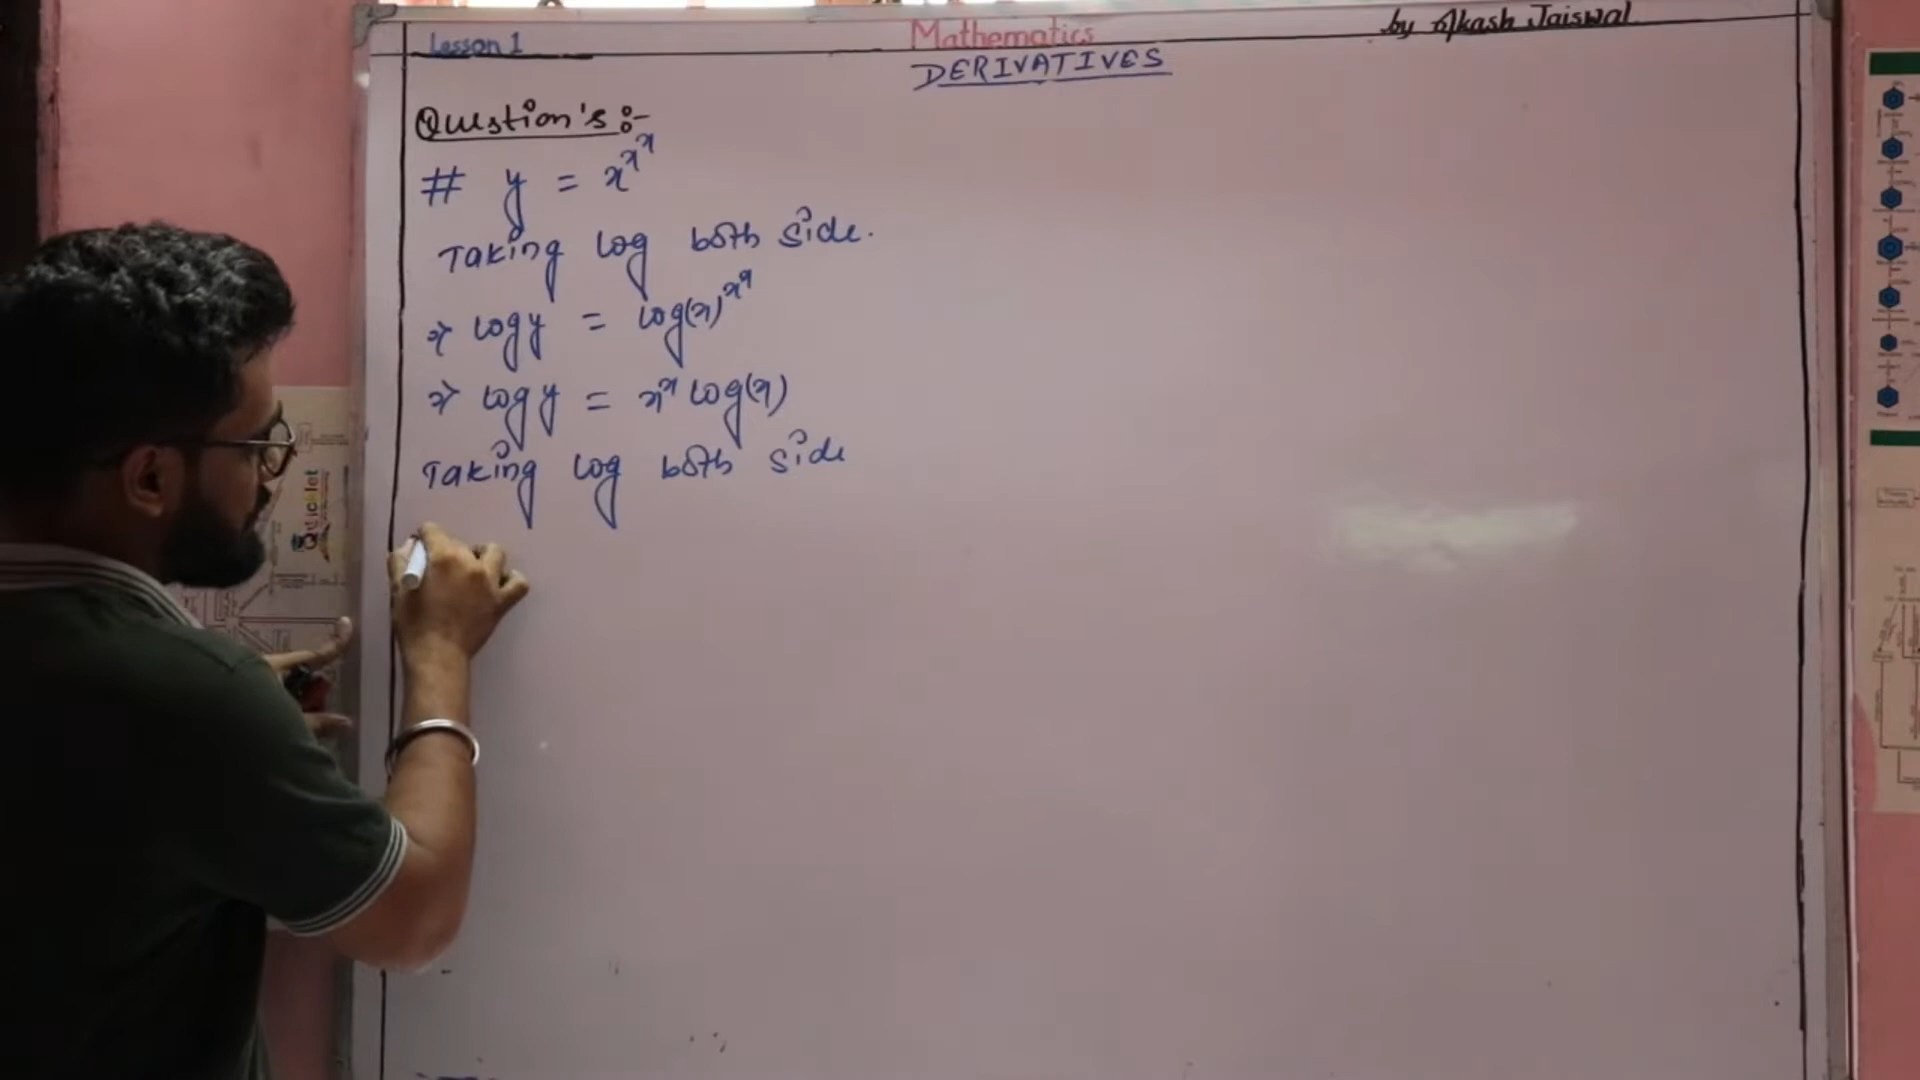 Lesson 1
Mathematics
by Akash Jaiswal
DERIVATIVES
Question's :-
# y = x^x^x
Taking log both side.
⇒ log y = log(x)^x^x
⇒ log y = x^x log(x)
Taking log both side